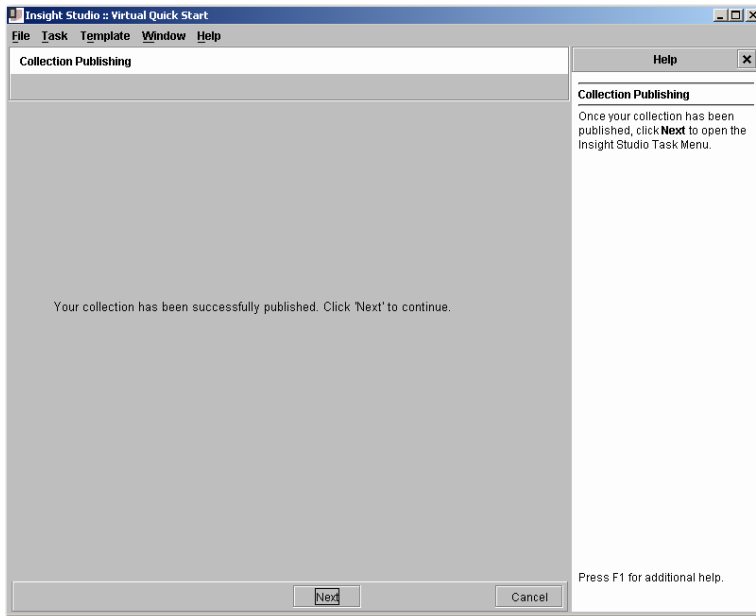 Insight Studio :: Virtual Quick Start
File Task Template Window Help
Collection Publishing
Your collection has been successfully published. Click 'Next' to continue.
Next
Cancel
Help
Collection Publishing
Once your collection has been
published, click Next to open the
Insight Studio Task Menu.
Press F1 for additional help.